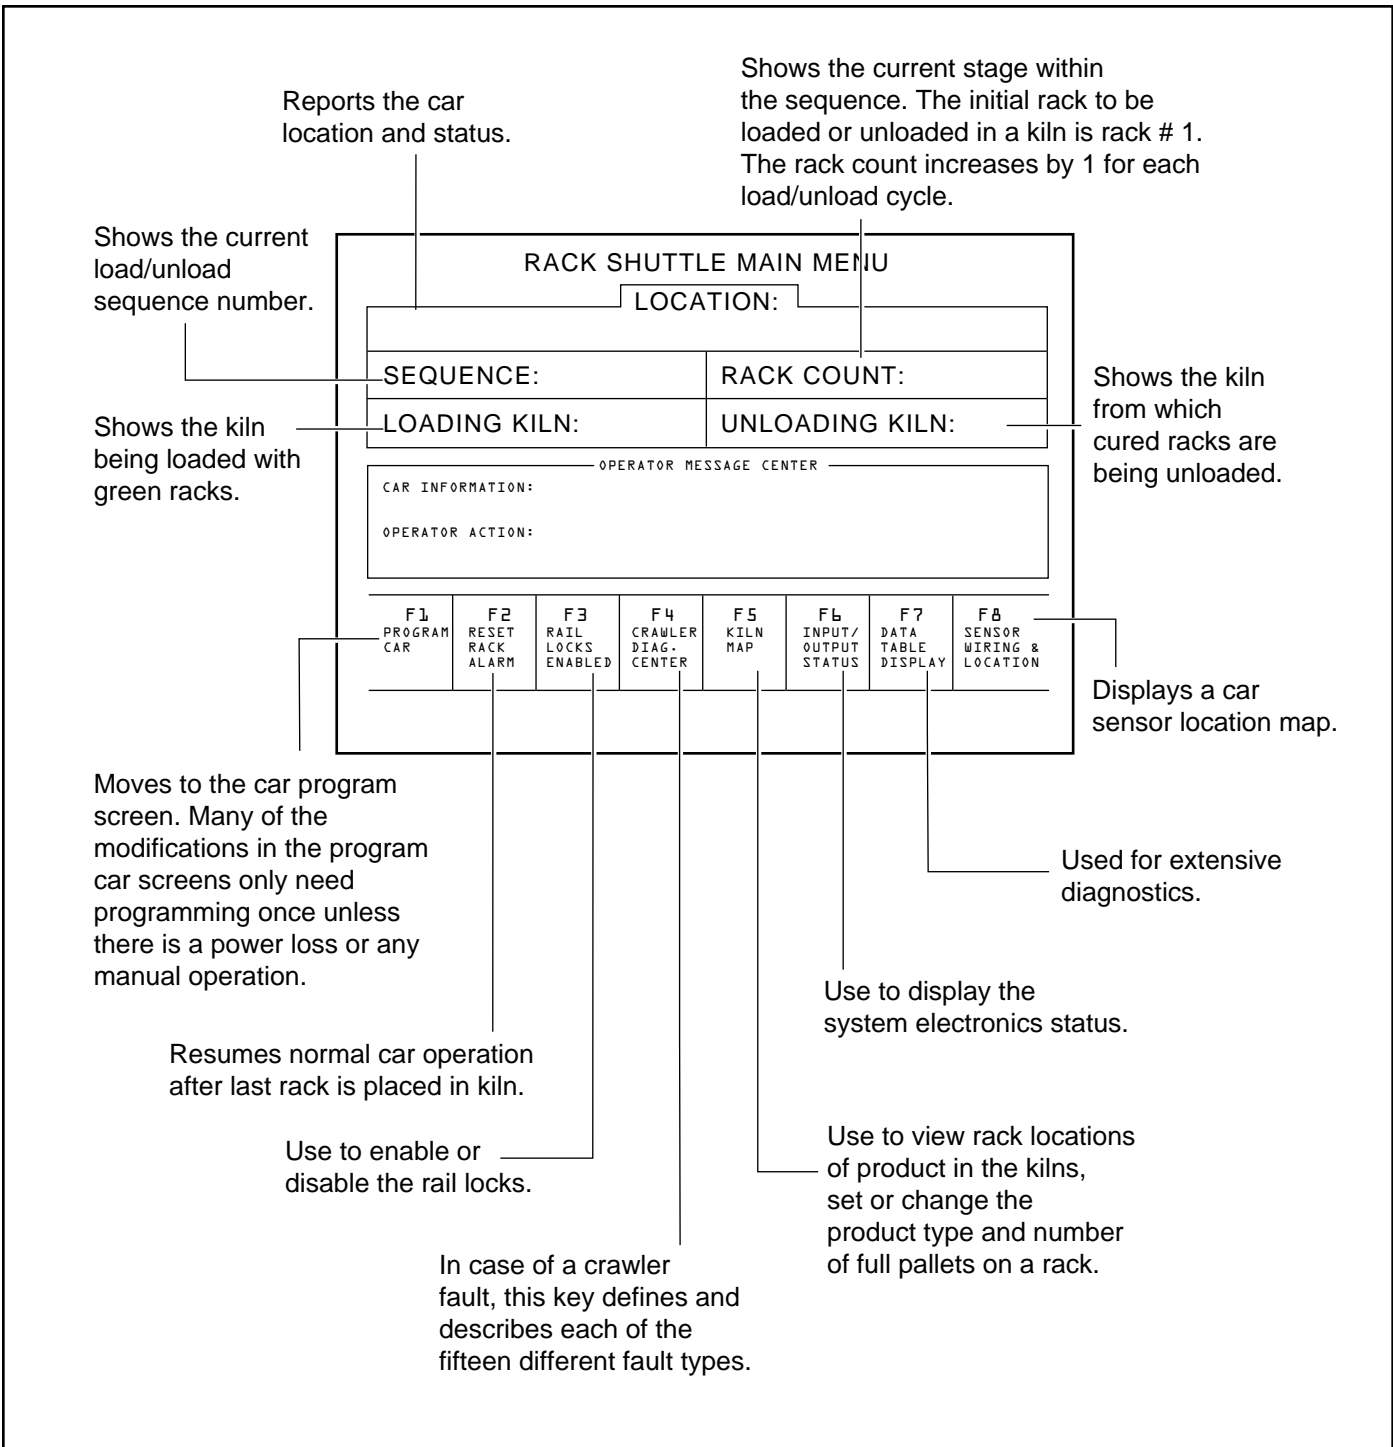 Shows the current stage within
the sequence. The initial rack to be
loaded or unloaded in a kiln is rack # 1.
The rack count increases by 1 for each
load/unload cycle.
Reports the car
location and status.
Shows the current
load/unload
sequence number.
RACK SHUTTLE MAIN MENU
LOCATION:
SEQUENCE:
RACK COUNT:
LOADING KILN:
UNLOADING KILN:
Shows the kiln
being loaded with
green racks.
Shows the kiln
from which
cured racks are
being unloaded.
OPERATOR MESSAGE CENTER
CAR INFORMATION:
OPERATOR ACTION:
F1
PROGRAM
CAR
F2
RESET
RACK
ALARM
F3
RAIL
LOCKS
ENABLED
F4
CRAWLER
DIAG.
CENTER
F5
KILN
MAP
F6
INPUT/
OUTPUT
STATUS
F7
DATA
TABLE
DISPLAY
F8
SENSOR
WIRING &
LOCATION
Displays a car
sensor location map.
Moves to the car program
screen. Many of the
modifications in the program
car screens only need
programming once unless
there is a power loss or any
manual operation.
Used for extensive
diagnostics.
Use to display the
system electronics status.
Resumes normal car operation
after last rack is placed in kiln.
Use to enable or
disable the rail locks.
Use to view rack locations
of product in the kilns,
set or change the
product type and number
of full pallets on a rack.
In case of a crawler
fault, this key defines and
describes each of the
fifteen different fault types.